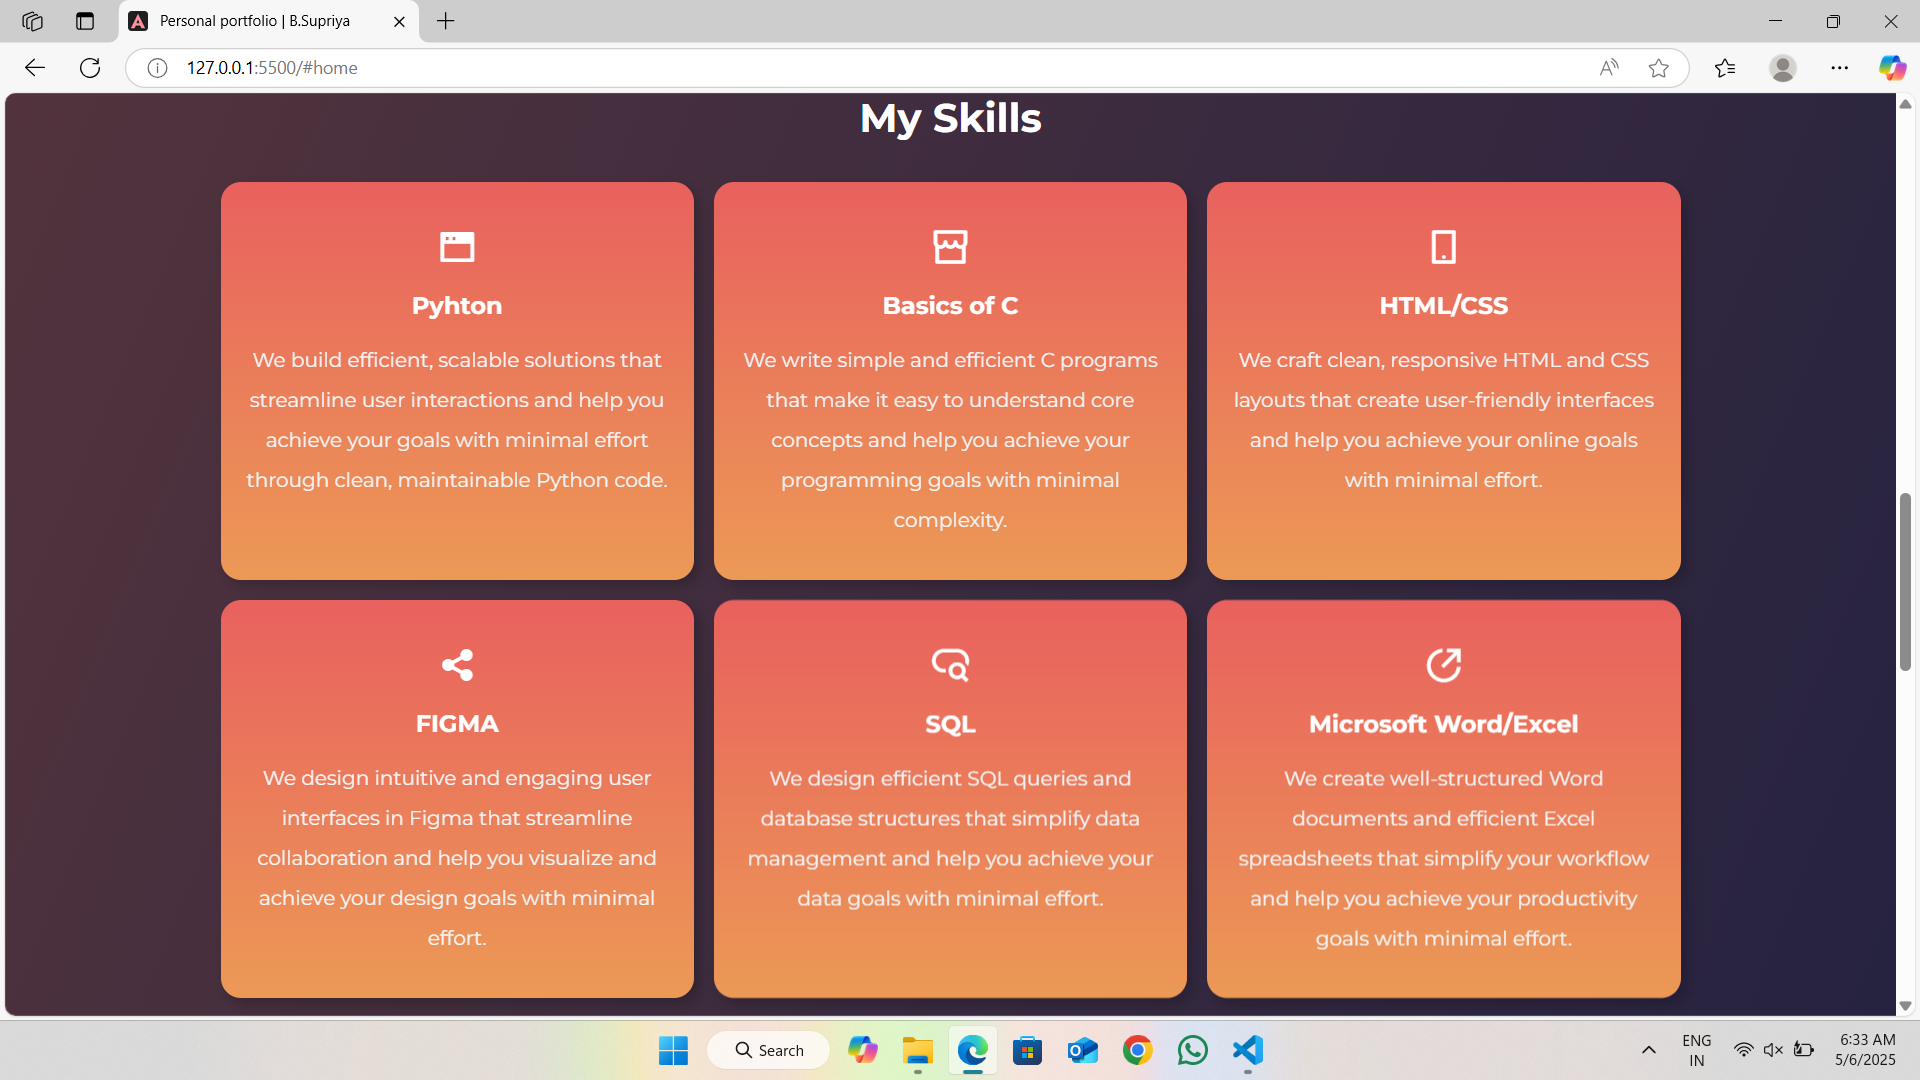 Personal portfolio | B.Supriya
127.0.0.1:5500/#home
My Skills
Pyhton
We build efficient, scalable solutions that
streamline user interactions and help you
achieve your goals with minimal effort
through clean, maintainable Python code.
Basics of C
We write simple and efficient C programs
that make it easy to understand core
concepts and help you achieve your
programming goals with minimal
complexity.
HTML/CSS
We craft clean, responsive HTML and CSS
layouts that create user-friendly interfaces
and help you achieve your online goals
with minimal effort.
FIGMA
We design intuitive and engaging user
interfaces in Figma that streamline
collaboration and help you visualize and
achieve your design goals with minimal
effort.
SQL
We design efficient SQL queries and
database structures that simplify data
management and help you achieve your
data goals with minimal effort.
Microsoft Word/Excel
We create well-structured Word
documents and efficient Excel
spreadsheets that simplify your workflow
and help you achieve your productivity
goals with minimal effort.
Search
ENG
IN
6:33 AM
5/6/2025